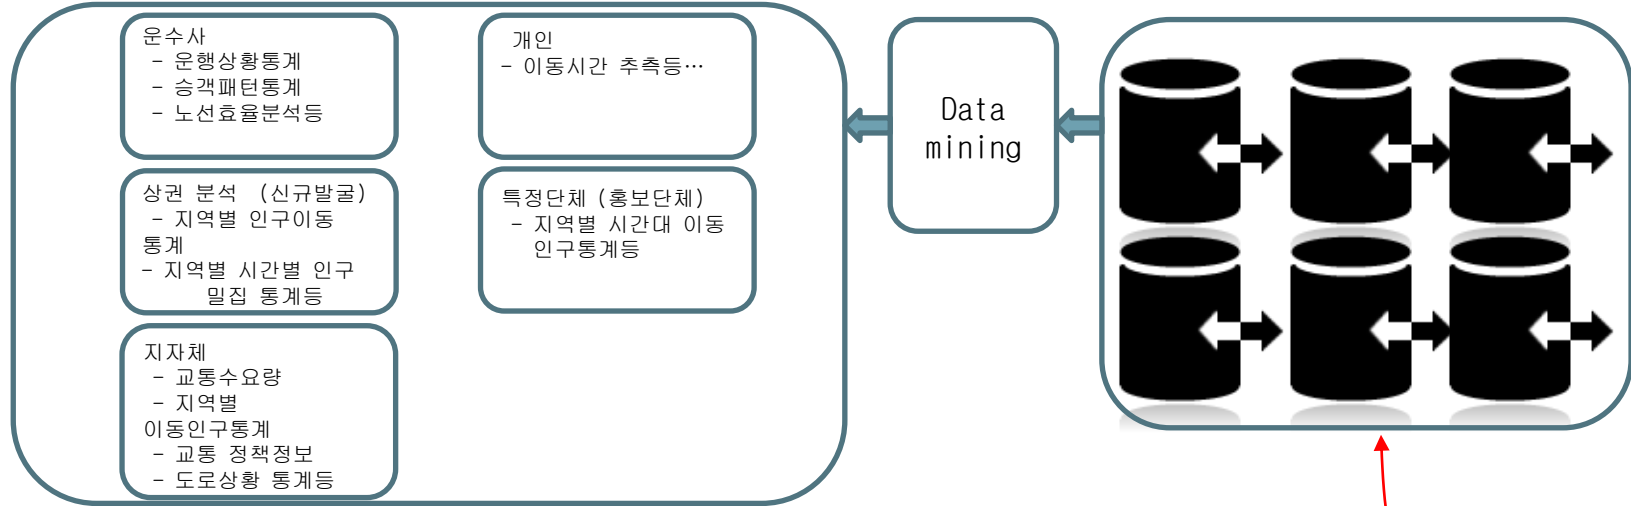 운수사
- 운행상황통계
- 승객패턴통계
- 노선효율분석등
개인
- 이동시간 추측등…
상권 분석 (신규발굴)
- 지역별 인구이동
통계
- 지역별 시간별 인구
밀집 통계등
특정단체 (홍보단체)
- 지역별 시간대 이동
인구통계등
지자체
- 교통수요량
- 지역별
이동인구통계
- 교통 정책정보
- 도로상황 통계등
Data
mining